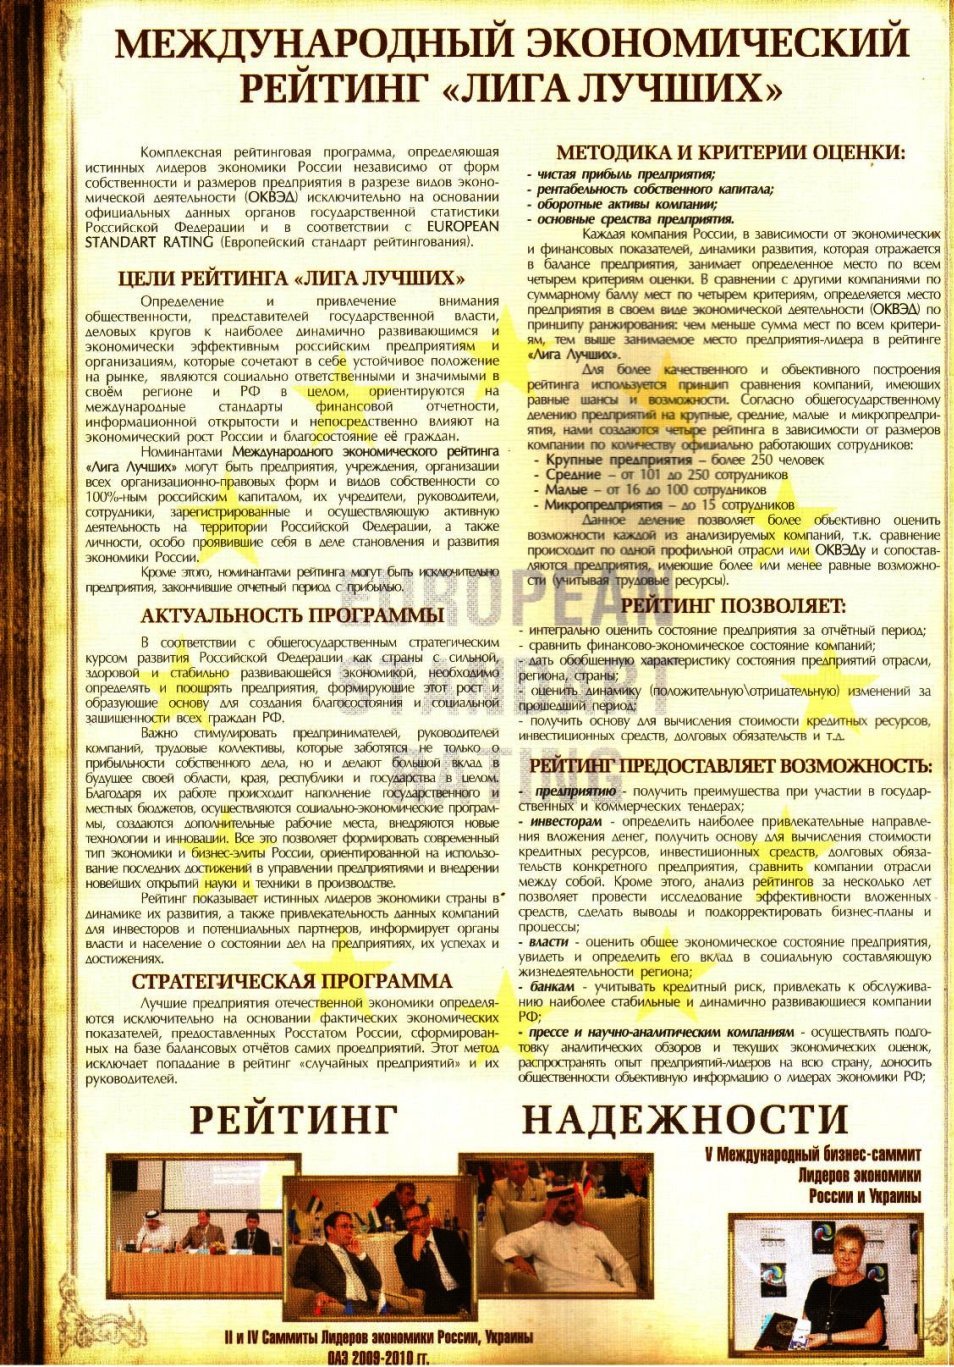 МЕЖДУНАРОДНЫЙ ЭКОНОМИЧЕСКИЙ
РЕЙТИНГ «ЛИГА ЛУЧШИХ»
Комплексная рейтинговая программа, определяющая
истинных лидеров экономики России независимо от форм
собственности и размеров предприятия в разрезе видов эконо-
мической деятельности (ОКВЭД) исключительно на основании
официальных данных органов государственной статистики
Российской Федерации и в соответствии с EUROPEAN
STANDART RATING (Европейский стандарт рейтингования).
ЦЕЛИ РЕЙТИНГА «ЛИГА ЛУЧШИХ»
Определение и привлечение внимания
общественности, представителей государственной власти,
деловых кругов к наиболее динамично развивающимся и
экономически эффективным российским предприятиям и
организациям, которые сочетают в себе устойчивое положение
на рынке, являются социально ответственными и значимыми в
своём регионе и РФ в целом, ориентируются на
международные стандарты финансовой отчетности,
информационной открытости и непосредственно влияют на
экономический рост России и благосостояние её граждан.
Номинантами Международного экономического рейтинга
«Лига Лучших» могут быть предприятия, учреждения, организации
всех организационно-правовых форм и видов собственности со
100%-ным российским капиталом, их учредители, руководители,
сотрудники, зарегистрированные и осуществляющую активную
деятельность на территории Российской Федерации, а также
личности, особо проявившие себя в деле становления и развития
экономики России.
Кроме этого, номинантами рейтинга могут быть исключительно
предприятия, закончившие отчетный период с прибылью.
АКТУАЛЬНОСТЬ ПРОГРАММЫ
В соответствии с общегосударственным стратегическим
курсом развития Российской Федерации как страны с сильной,
здоровой и стабильно развивающейся экономикой, необходимо
определять и поощрять предприятия, формирующие этот рост и
образующие основу для создания благосостояния и социальной
защищенности всех граждан РФ.
Важно стимулировать предпринимателей, руководителей
компаний, трудовые коллективы, которые заботятся не только о
прибыльности собственного дела, но и делают большой вклад в
будущее своей области, края, республики и государства в целом.
Благодаря их работе происходит наполнение государственного и
местных бюджетов, осуществляются социально-экономические програм-
мы, создаются дополнительные рабочие места, внедряются новые
технологии и инновации. Все это позволяет формировать современный
тип экономики и бизнес-элиты России, ориентированной на использо-
вание последних достижений в управлении предприятиями и внедрении
новейших открытий науки и техники в производстве.
Рейтинг показывает истинных лидеров экономики страны в
динамике их развития, а также привлекательность данных компаний
для инвесторов и потенциальных партнеров, информирует органы
власти и население о состоянии дел на предприятиях, их успехах и
достижениях.
СТРАТЕГИЧЕСКАЯ ПРОГРАММА
Лучшие предприятия отечественной экономики определя-
ются исключительно на основании фактических экономических
показателей, предоставленных Росстатом России, сформирован-
ных на базе балансовых отчётов самих проедприятий. Этот метод
исключает попадание в рейтинг «случайных предприятий» и их
руководителей.
МЕТОДИКА И КРИТЕРИИ ОЦЕНКИ:
- чистая прибыль предприятия;
- рентабельность собственного капитала;
- оборотные активы компании;
- основные средства предприятия.
Каждая компания России, в зависимости от экономических
и финансовых показателей, динамики развития, которая отражается
в балансе предприятия, занимает определенное место по всем
четырем критериям оценки. В сравнении с другими компаниями по
суммарному баллу мест по четырем критериям, определяется место
предприятия в своем виде экономической деятельности (ОКВЭД) по
принципу ранжирования: чем меньше сумма мест по всем критери-
ям, тем выше занимаемое место предприятия-лидера в рейтинге
«Лига Лучших».
Для более качественного и объективного построения
рейтинга используется принцип сравнения компаний, имеющих
равные шансы и возможности. Согласно общегосударственному
делению предприятий на крупные, средние, малые и микропредпри-
ятия, нами создаются четыре рейтинга в зависимости от размеров
компании по количеству официально работающих сотрудников:
- Крупные предприятия – более 250 человек
- Средние – от 101 до 250 сотрудников
- Малые – от 16 до 100 сотрудников
- Микропредприятия – до 15 сотрудников
Данное деление позволяет более объективно оценить
возможности каждой из анализируемых компаний, т.к. сравнение
происходит по одной профильной отрасли или ОКВЭДу и сопостав-
ляются предприятия, имеющие более или менее равные возможно-
сти (учитывая трудовые ресурсы).
РЕЙТИНГ ПОЗВОЛЯЕТ:
- интегрально оценить состояние предприятия за отчётный период;
- сравнить финансово-экономическое состояние компаний;
- дать обобщенную характеристику состояния предприятий отрасли,
региона, страны;
- оценить динамику (положительную\отрицательную) изменений за
прошедший период;
- получить основу для вычисления стоимости кредитных ресурсов,
инвестиционных средств, долговых обязательств и т.д.
РЕЙТИНГ ПРЕДОСТАВЛЯЕТ ВОЗМОЖНОСТЬ:
- предприятию - получить преимущества при участии в государ-
ственных и коммерческих тендерах;
- инвесторам - определить наиболее привлекательные направле-
ния вложения денег, получить основу для вычисления стоимости
кредитных ресурсов, инвестиционных средств, долговых обяза-
тельств конкретного предприятия, сравнить компании отрасли
между собой. Кроме этого, анализ рейтингов за несколько лет
позволяет провести исследование эффективности вложенных
средств, сделать выводы и подкорректировать бизнес-планы и
процессы;
- власти - оценить общее экономическое состояние предприятия,
увидеть и определить его вклад в социальную составляющую
жизнедеятельности региона;
- банкам - учитывать кредитный риск, привлекать к обслужива-
нию наиболее стабильные и динамично развивающиеся компании
РФ;
- прессе и научно-аналитическим компаниям - осуществлять подго-
товку аналитических обзоров и текущих экономических оценок,
распространять опыт предприятий-лидеров на всю страну, доносить
общественности объективную информацию о лидерах экономики РФ;
EUROPEAN
STANDART
RATING
РЕЙТИНГ НАДЕЖНОСТИ
V Международный бизнес-саммит
Лидеров экономики
России и Украины
II и IV Саммиты Лидеров экономики России, Украины
ОАЭ 2009-2010 гг.